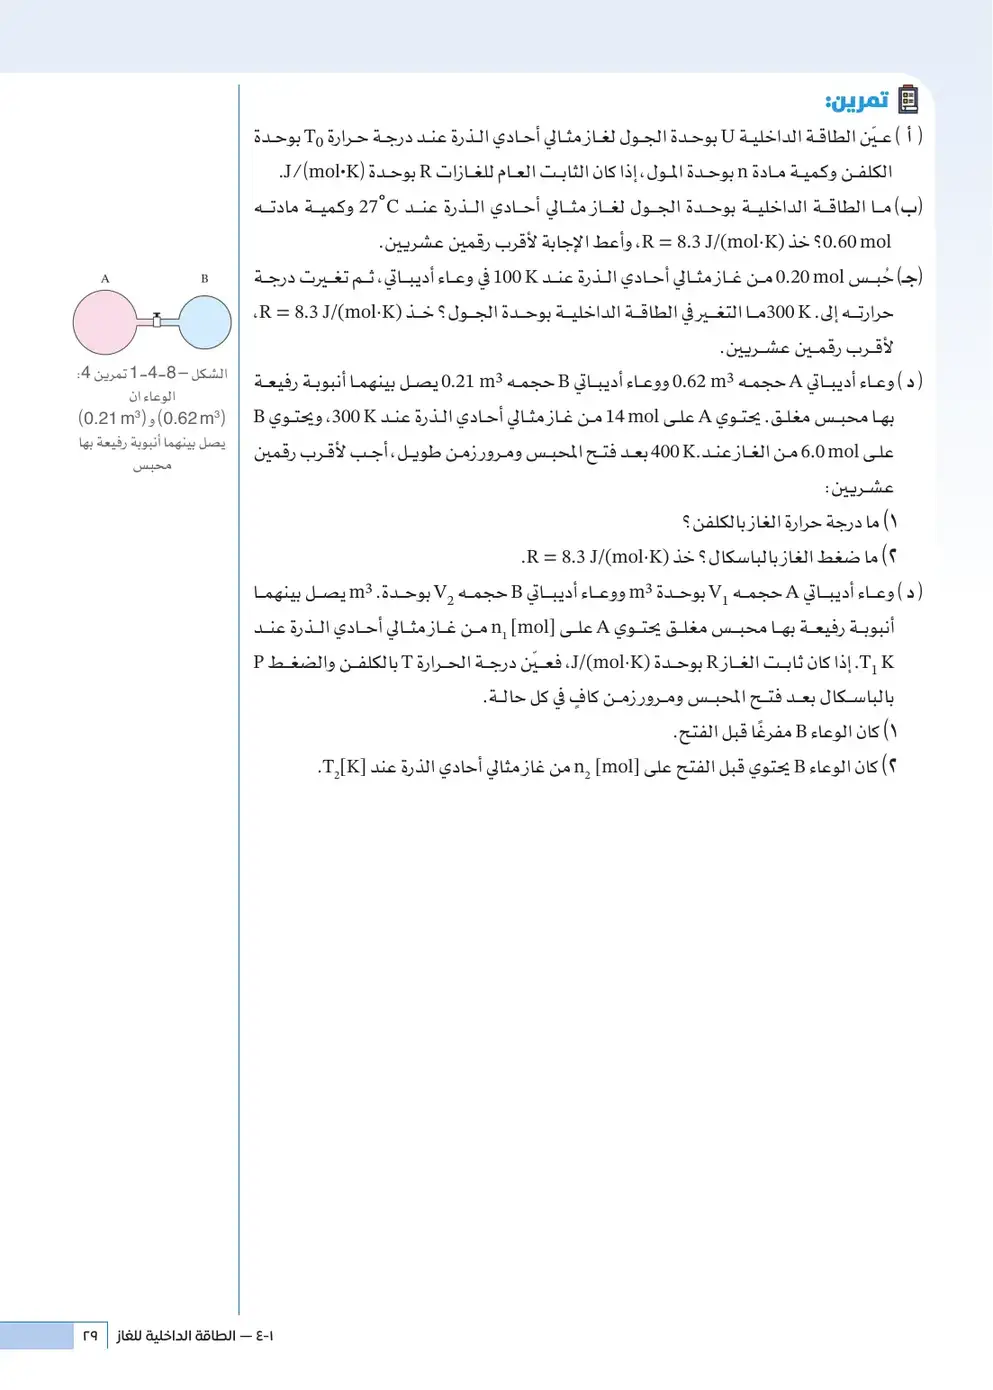 تمرين:
( أ ) عيّن الطاقة الداخلية U بوحدة الجول لغاز مثالي أحادي الذرة عند درجة حرارة T₀ بوحدة
الكلفن وكمية مادة n بوحدة المول، إذا كان الثابت العام للغازات R بوحدة J/(mol·K).
(ب) ما الطاقة الداخلية بوحدة الجول لغاز مثالي أحادي الذرة عند 27°C وكمية مادته
0.60 mol؟ خذ R = 8.3 J/(mol·K)، وأعط الإجابة لأقرب رقمين عشريين.
(جـ) حُبس 0.20 mol من غاز مثالي أحادي الذرة عند 100 K في وعاء أديباتي، ثم تغيرت درجة
حرارته إلى. 300 K ما التغير في الطاقة الداخلية بوحدة الجول؟ خذ R = 8.3 J/(mol·K)،
لأقرب رقمين عشريين.
( د ) وعاء أديباتي A حجمه 0.62 m³ ووعاء أديباتي B حجمه 0.21 m³ يصل بينهما أنبوبة رفيعة
بها محبس مغلق. يحتوي A على 14 mol من غاز مثالي أحادي الذرة عند 300 K، ويحتوي B
على 6.0 mol من الغاز عند. 400 K بعد فتح المحبس ومرور زمن طويل، أجب لأقرب رقمين
عشريين:
١) ما درجة حرارة الغاز بالكلفن؟
٢) ما ضغط الغاز بالباسكال؟ خذ R = 8.3 J/(mol·K).
( د ) وعاء أديباتي A حجمه V₁ بوحدة m³ ووعاء أديباتي B حجمه V₂ بوحدة. m³ يصل بينهما
أنبوبة رفيعة بها محبس مغلق يحتوي A على n₁ [mol] من غاز مثالي أحادي الذرة عند
T₁ K. إذا كان ثابت الغاز R بوحدة J/(mol·K)، فعيّن درجة الحرارة T بالكلفن والضغط P
بالباسكال بعد فتح المحبس ومرور زمن كافٍ في كل حالة.
١) كان الوعاء B مفرغًا قبل الفتح.
٢) كان الوعاء B يحتوي قبل الفتح على n₂ [mol] من غاز مثالي أحادي الذرة عند T₂[K].
A B
الشكل – 8-4-1 تمرين 4:
الوعاء ان
(0.62 m³) و (0.21 m³)
يصل بينهما أنبوبة رفيعة بها
محبس
١-٤ — الطاقة الداخلية للغاز ٢٩